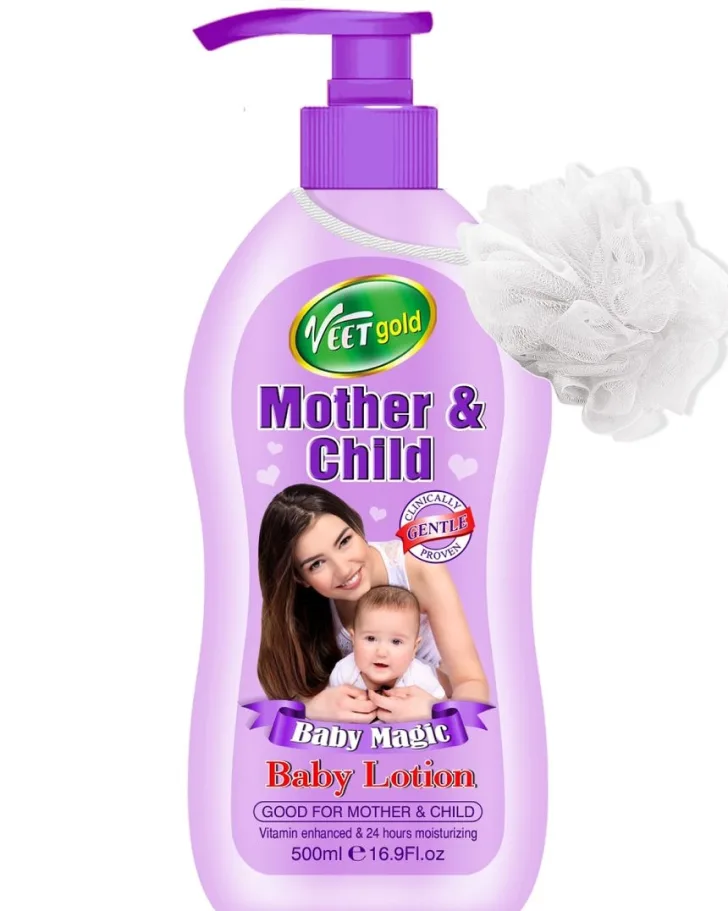 VEET gold
Mother &
Child
CLINICALLY
GENTLE
PROVEN
Baby Magic
Baby Lotion
GOOD FOR MOTHER & CHILD
Vitamin enhanced & 24 hours moisturizing
500ml ℮ 16.9Fl.oz